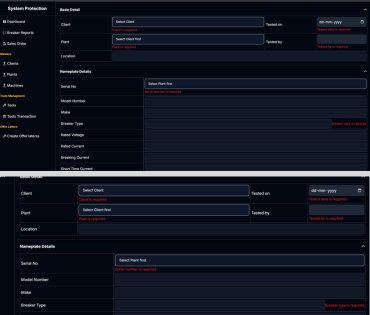 System Protection
Basic Detail
Dashboard
Client
Select Client
Client is required
Tested on
dd-mm-yyyy
Tested date is required
Breaker Reports
Sales Order
Plant
Select Client first
Plant is required
Tested by
Tested by is required
Masters
Location
Clients
Plants
Nameplate Details
Machines
Serial No
Select Plant first
Serial number is required
Tools Managment
Model Number
Tools
Make
Tools Transaction
Breaker Type
Breaker type is required
Offer Laters
Rated Voltage
Create Offer lateres
Rated Current
Breaking Current
Short Time Current
Basic Detail
Client
Select Client
Client is required
Tested on
dd-mm-yyyy
Tested date is required
Plant
Select Client first
Plant is required
Tested by
Tested by is required
Location
Nameplate Details
Serial No
Select Plant first
Serial number is required
Model Number
Make
Breaker Type
Breaker type is required